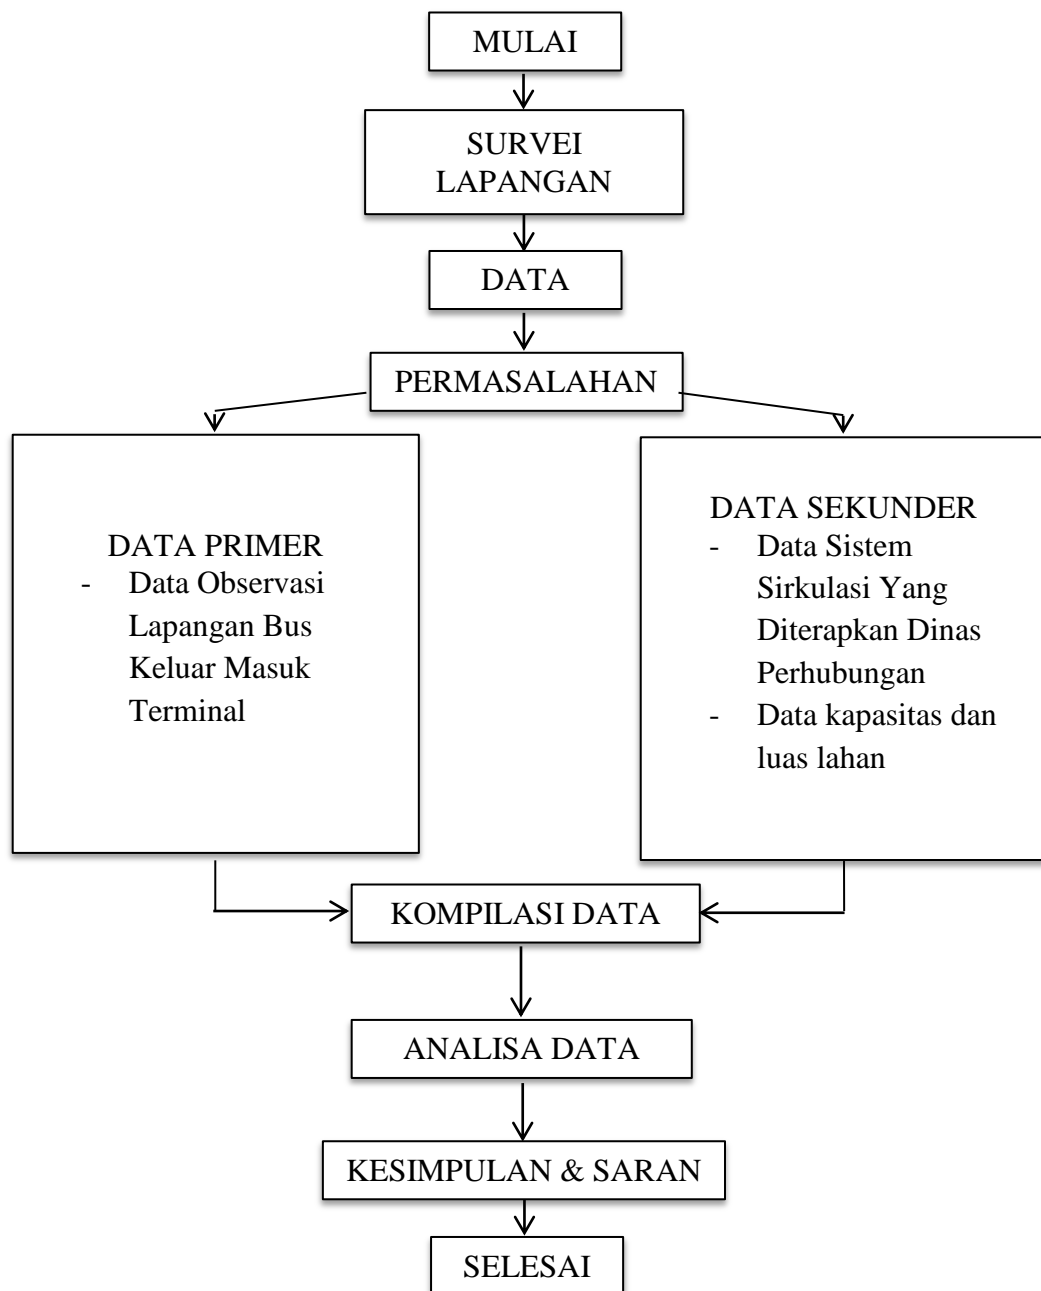 MULAI
SURVEI
LAPANGAN
DATA
PERMASALAHAN
DATA PRIMER
- Data Observasi
Lapangan Bus
Keluar Masuk
Terminal
DATA SEKUNDER
- Data Sistem
Sirkulasi Yang
Diterapkan Dinas
Perhubungan
- Data kapasitas dan
luas lahan
KOMPILASI DATA
ANALISA DATA
KESIMPULAN & SARAN
SELESAI